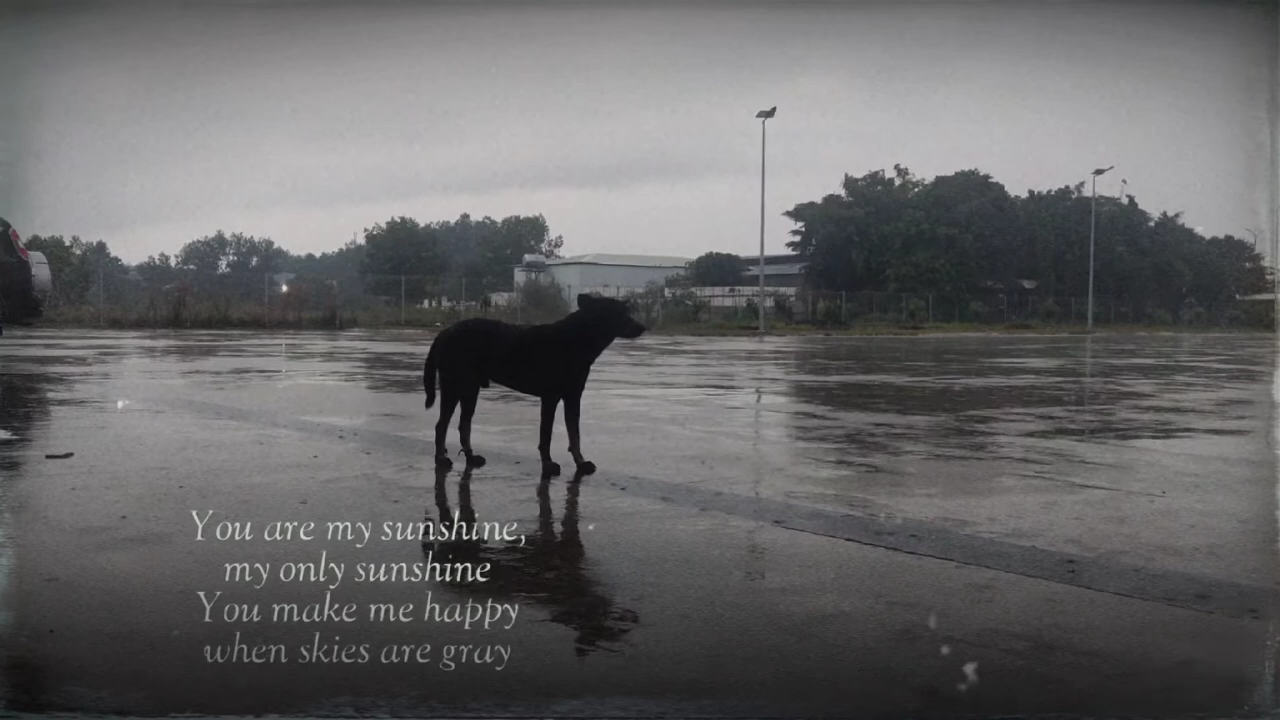 You are my sunshine,
my only sunshine
You make me happy
when skies are gray